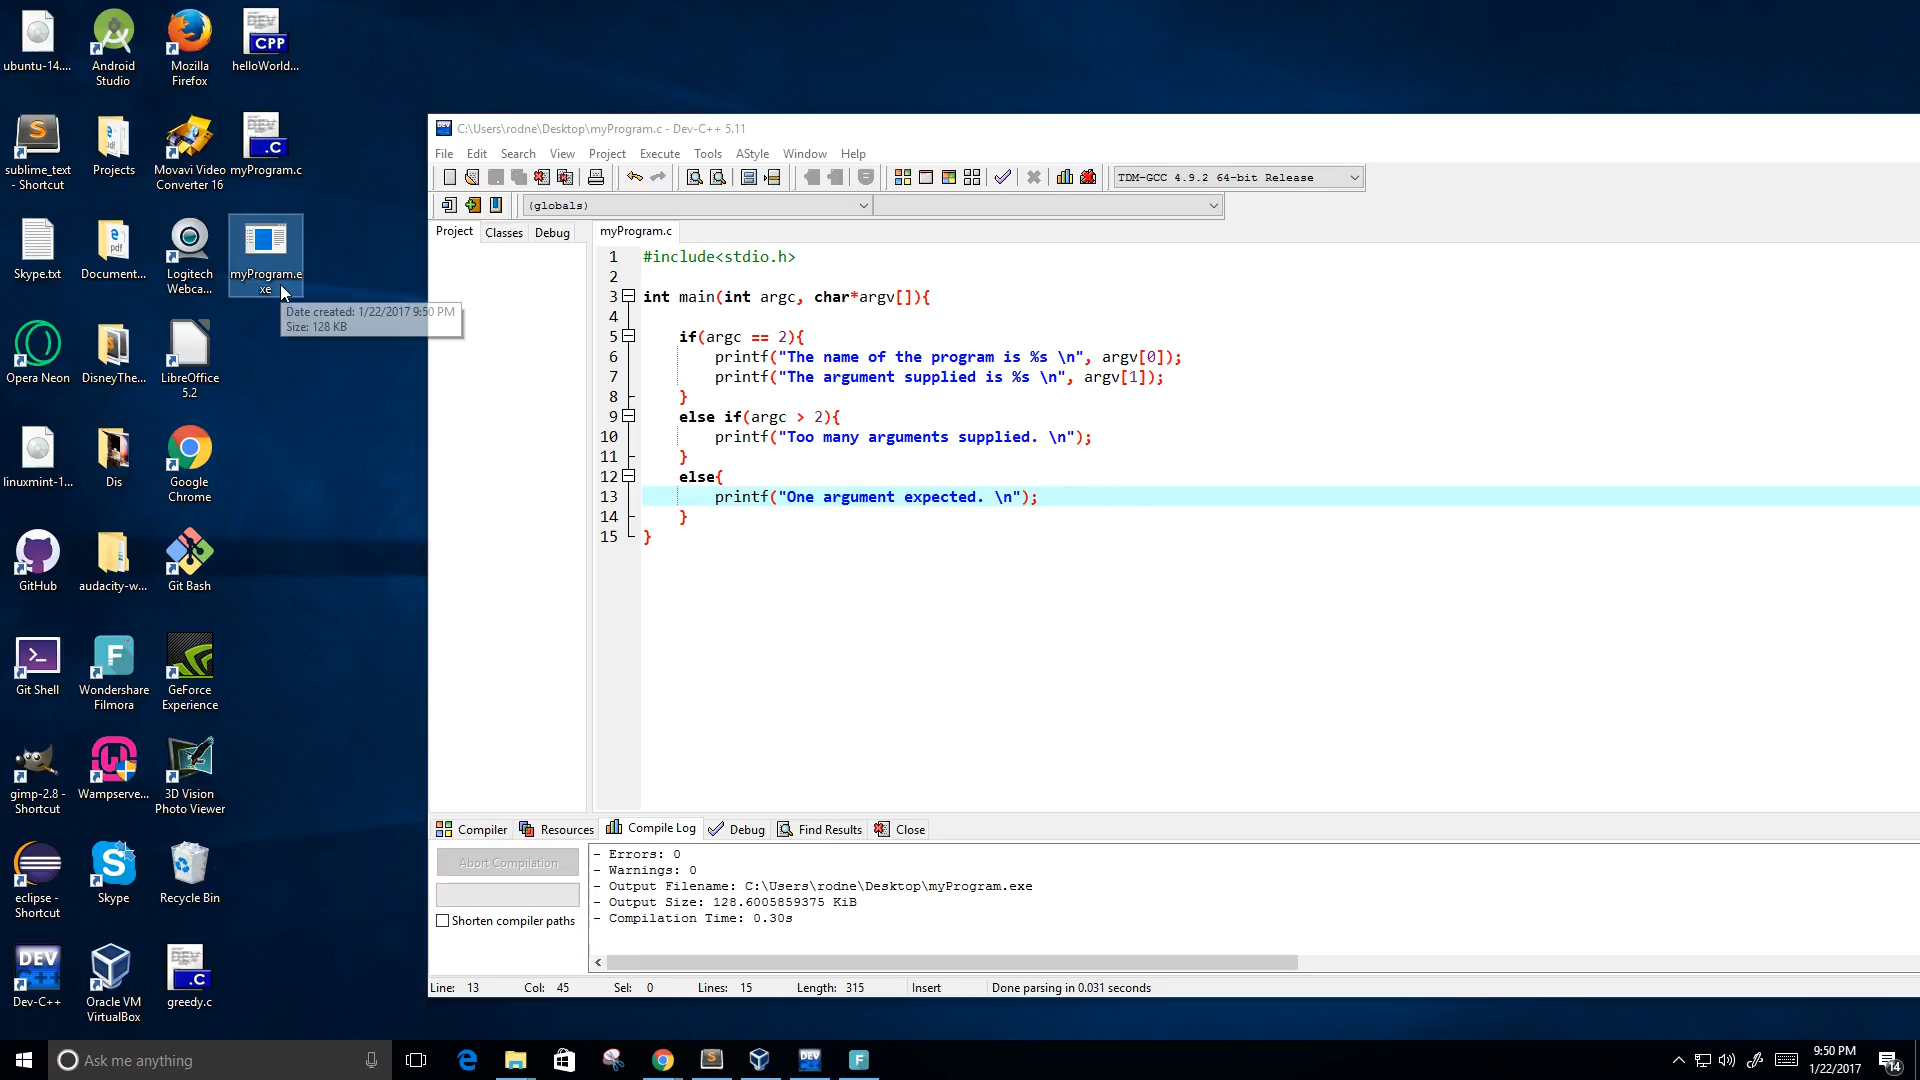 ubuntu-14....
Android
Studio
Mozilla
Firefox
CPP
helloWorld...
sublime_text
- Shortcut
Projects
Movavi Video
Converter 16
.C
myProgram.c
Skype.txt
pdf
Document...
Logitech
Webca...
myProgram.e
xe
Date created: 1/22/2017 9:50 PM
Size: 128 KB
Opera Neon
DisneyThe...
LibreOffice
5.2
linuxmint-1...
Dis
Google
Chrome
GitHub
audacity-w...
Git Bash
Git Shell
Wondershare
Filmora
GeForce
Experience
gimp-2.8 -
Shortcut
Wampserve...
3D Vision
Photo Viewer
eclipse -
Shortcut
Skype
Recycle Bin
DEV
Dev-C++
Oracle VM
VirtualBox
.C
greedy.c
C:\Users\rodne\Desktop\myProgram.c - Dev-C++ 5.11
File Edit Search View Project Execute Tools AStyle Window Help
TDM-GCC 4.9.2 64-bit Release
(globals)
Project Classes Debug
myProgram.c
1 #include<stdio.h>
2
3 int main(int argc, char*argv[]){
4
5 if(argc == 2){
6 printf("The name of the program is %s \n", argv[0]);
7 printf("The argument supplied is %s \n", argv[1]);
8 }
9 else if(argc > 2){
10 printf("Too many arguments supplied. \n");
11 }
12 else{
13 printf("One argument expected. \n");
14 }
15 }
Compiler Resources Compile Log Debug Find Results Close
Abort Compilation
Shorten compiler paths
- Errors: 0
- Warnings: 0
- Output Filename: C:\Users\rodne\Desktop\myProgram.exe
- Output Size: 128.6005859375 KiB
- Compilation Time: 0.30s
Line: 13 Col: 45 Sel: 0 Lines: 15 Length: 315 Insert Done parsing in 0.031 seconds
Ask me anything
DEV
9:50 PM
1/22/2017
14